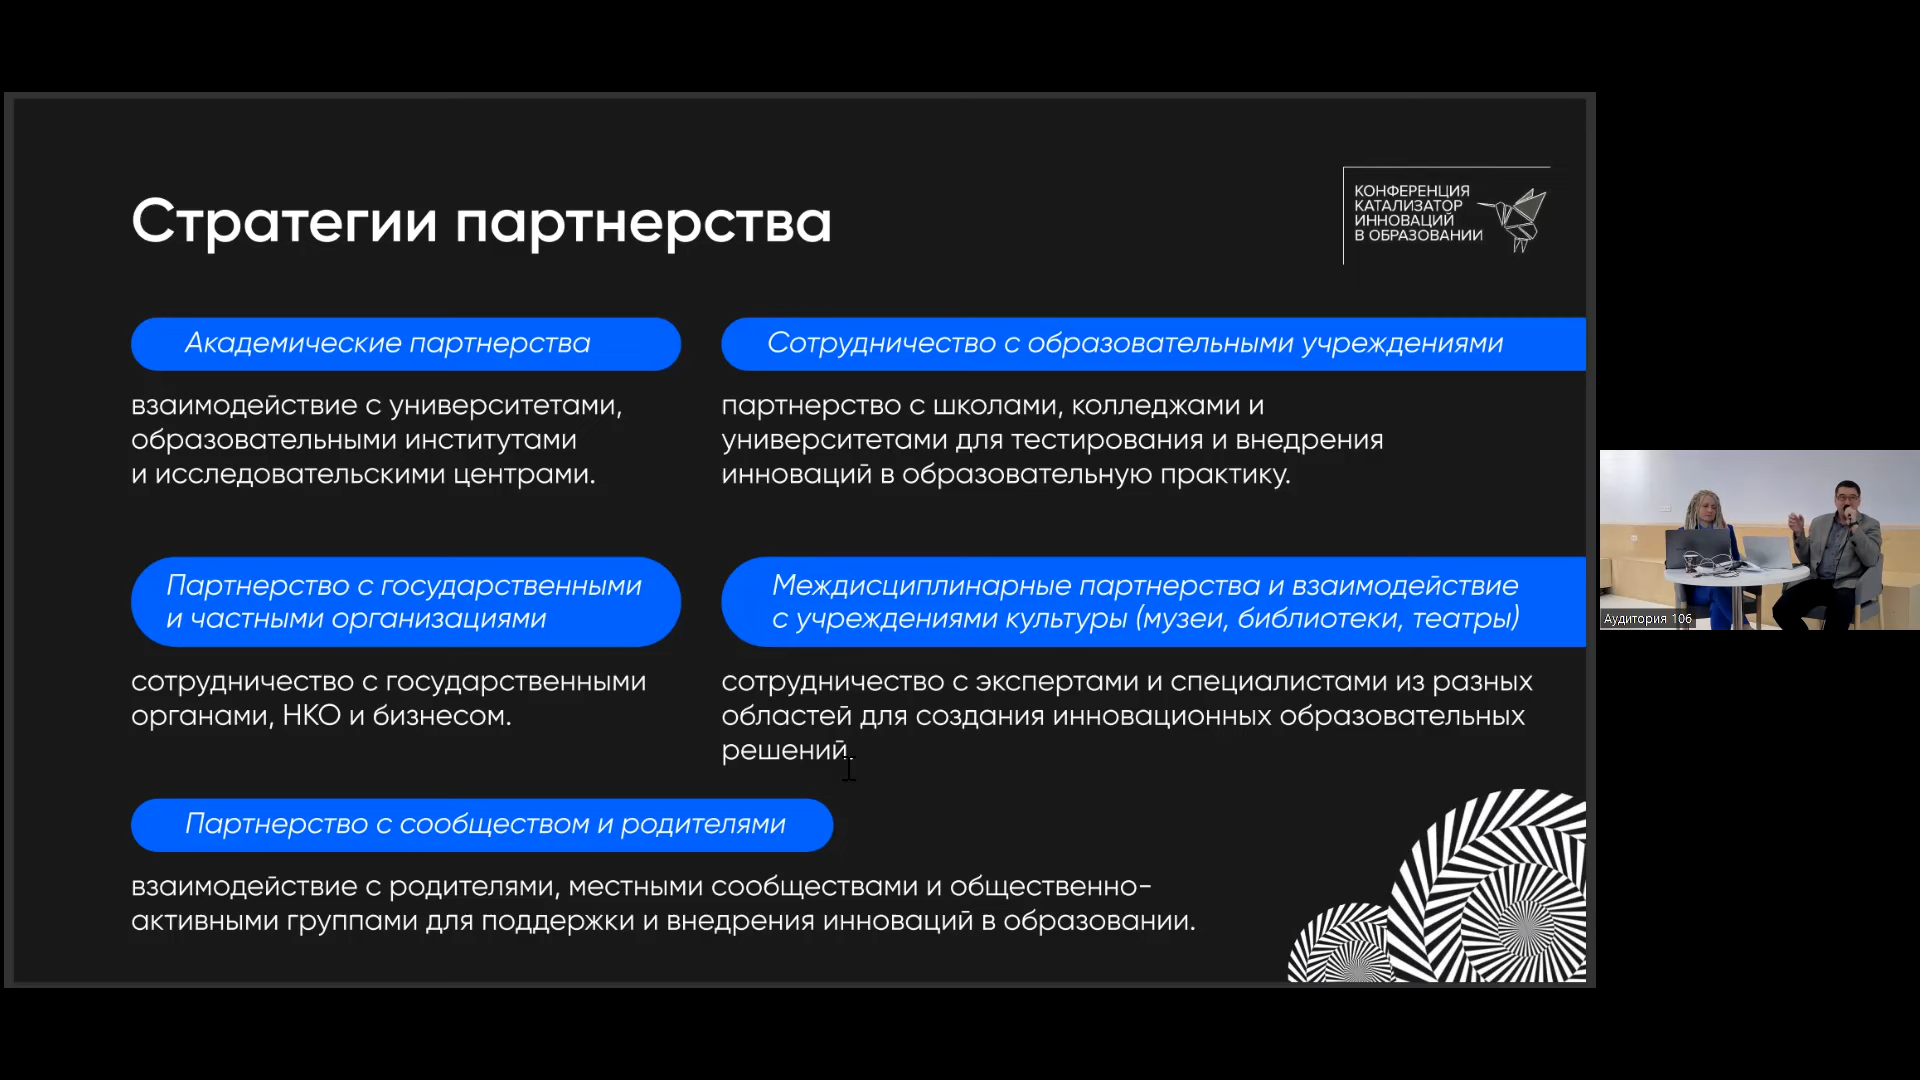 Стратегии партнерства
КОНФЕРЕНЦИЯ
КАТАЛИЗАТОР
ИННОВАЦИЙ
В ОБРАЗОВАНИИ
Академические партнерства
взаимодействие с университетами,
образовательными институтами
и исследовательскими центрами.
Сотрудничество с образовательными учреждениями
партнерство с школами, колледжами и
университетами для тестирования и внедрения
инноваций в образовательную практику.
Партнерство с государственными
и частными организациями
сотрудничество с государственными
органами, НКО и бизнесом.
Междисциплинарные партнерства и взаимодействие
с учреждениями культуры (музеи, библиотеки, театры)
сотрудничество с экспертами и специалистами из разных
областей для создания инновационных образовательных
решений.
Партнерство с сообществом и родителями
взаимодействие с родителями, местными сообществами и общественно-
активными группами для поддержки и внедрения инноваций в образовании.
Аудитория 106